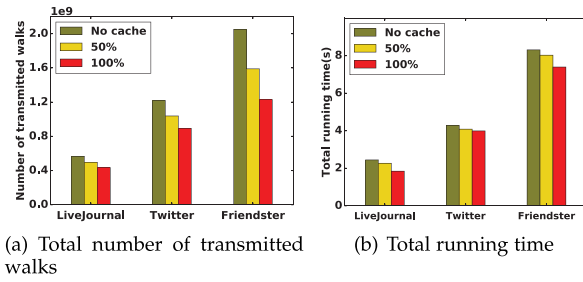 1e9
No cache
50%
100%
2.0
1.6
1.2
0.8
0.4
0.0
Number of transmitted walks
LiveJournal Twitter Friendster
(a) Total number of transmitted
walks
No cache
50%
100%
8
6
4
2
0
Total running time(s)
LiveJournal Twitter Friendster
(b) Total running time